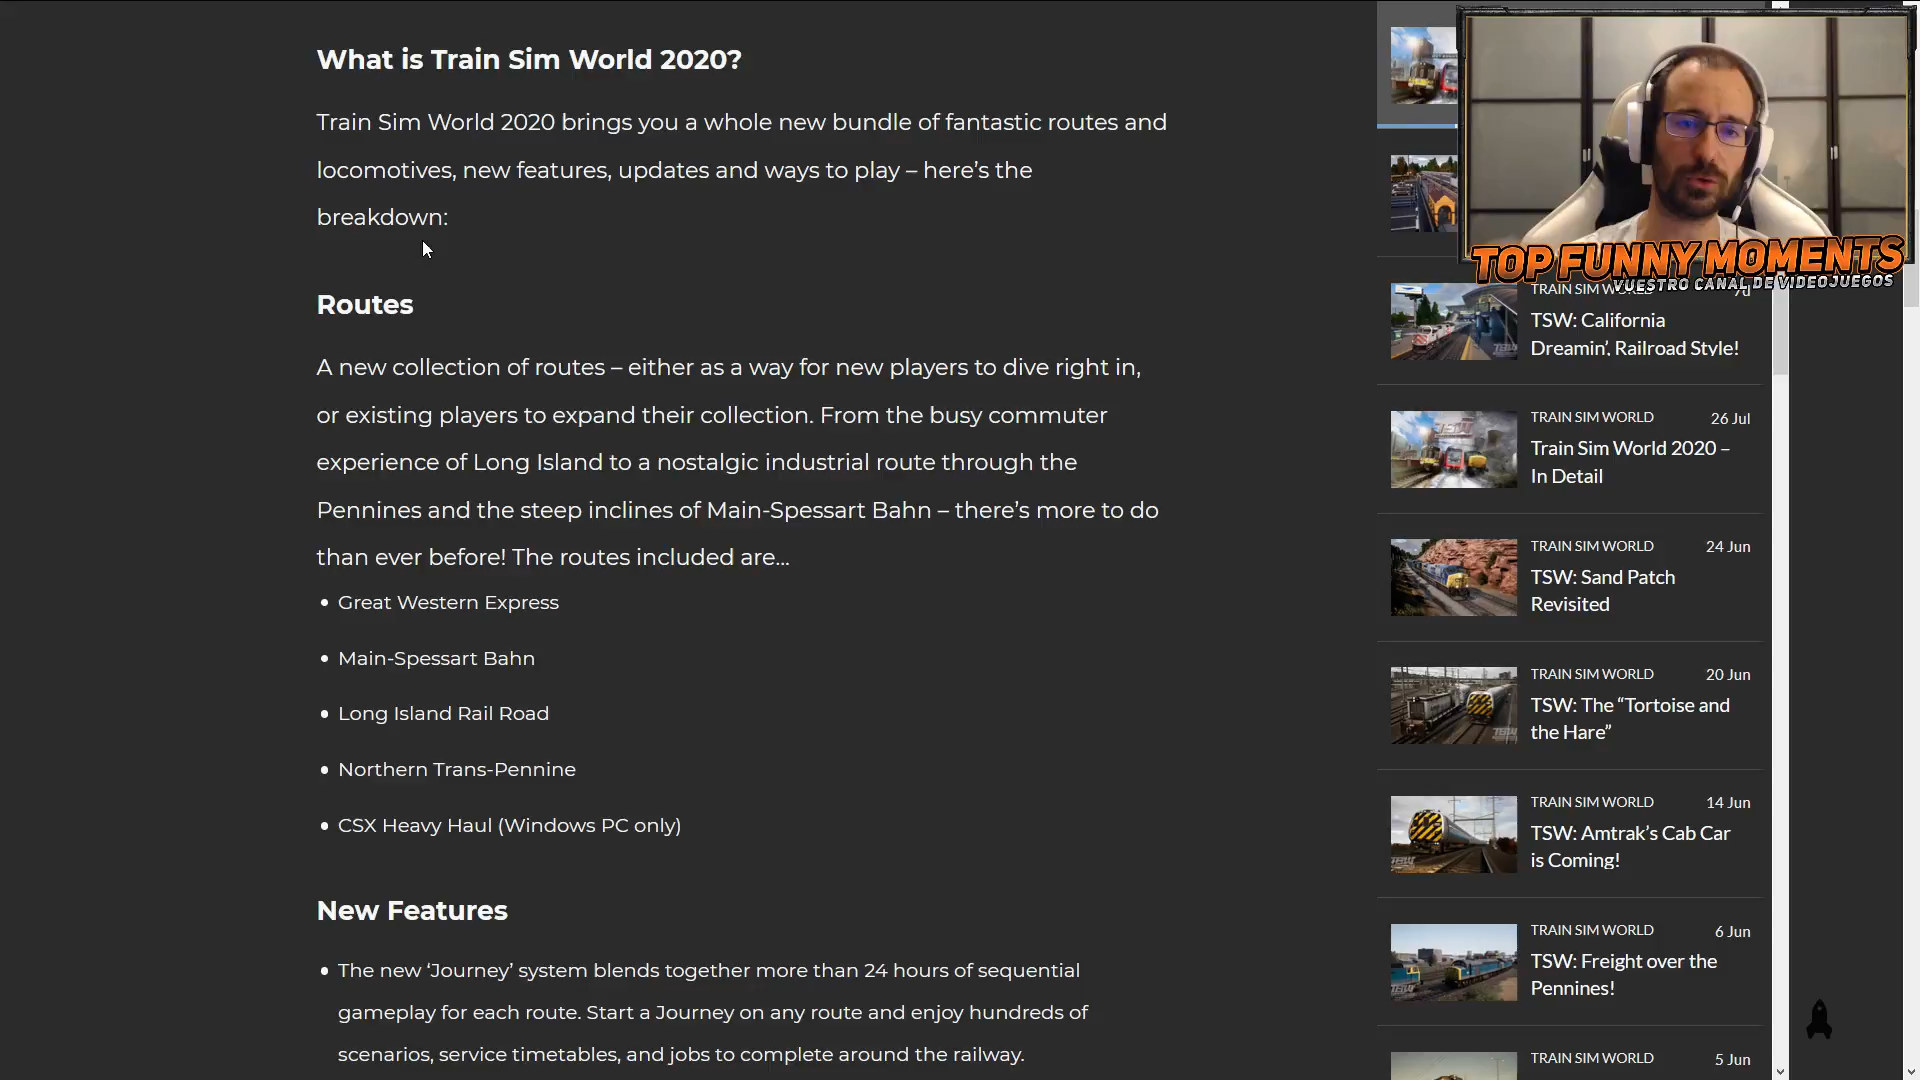 What is Train Sim World 2020?
Train Sim World 2020 brings you a whole new bundle of fantastic routes and
locomotives, new features, updates and ways to play – here’s the
breakdown:
Routes
A new collection of routes – either as a way for new players to dive right in,
or existing players to expand their collection. From the busy commuter
experience of Long Island to a nostalgic industrial route through the
Pennines and the steep inclines of Main-Spessart Bahn – there’s more to do
than ever before! The routes included are...
• Great Western Express
• Main-Spessart Bahn
• Long Island Rail Road
• Northern Trans-Pennine
• CSX Heavy Haul (Windows PC only)
New Features
• The new ‘Journey’ system blends together more than 24 hours of sequential
gameplay for each route. Start a Journey on any route and enjoy hundreds of
scenarios, service timetables, and jobs to complete around the railway.
TOP FUNNY MOMENTS
VUESTRO CANAL DE VIDEOJUEGOS
TRAIN SIM
TSW: California
Dreamin’, Railroad Style!
TRAIN SIM WORLD 26 Jul
Train Sim World 2020 –
In Detail
TRAIN SIM WORLD 24 Jun
TSW: Sand Patch
Revisited
TRAIN SIM WORLD 20 Jun
TSW: The “Tortoise and
the Hare”
TRAIN SIM WORLD 14 Jun
TSW: Amtrak’s Cab Car
is Coming!
TRAIN SIM WORLD 6 Jun
TSW: Freight over the
Pennines!
TRAIN SIM WORLD 5 Jun